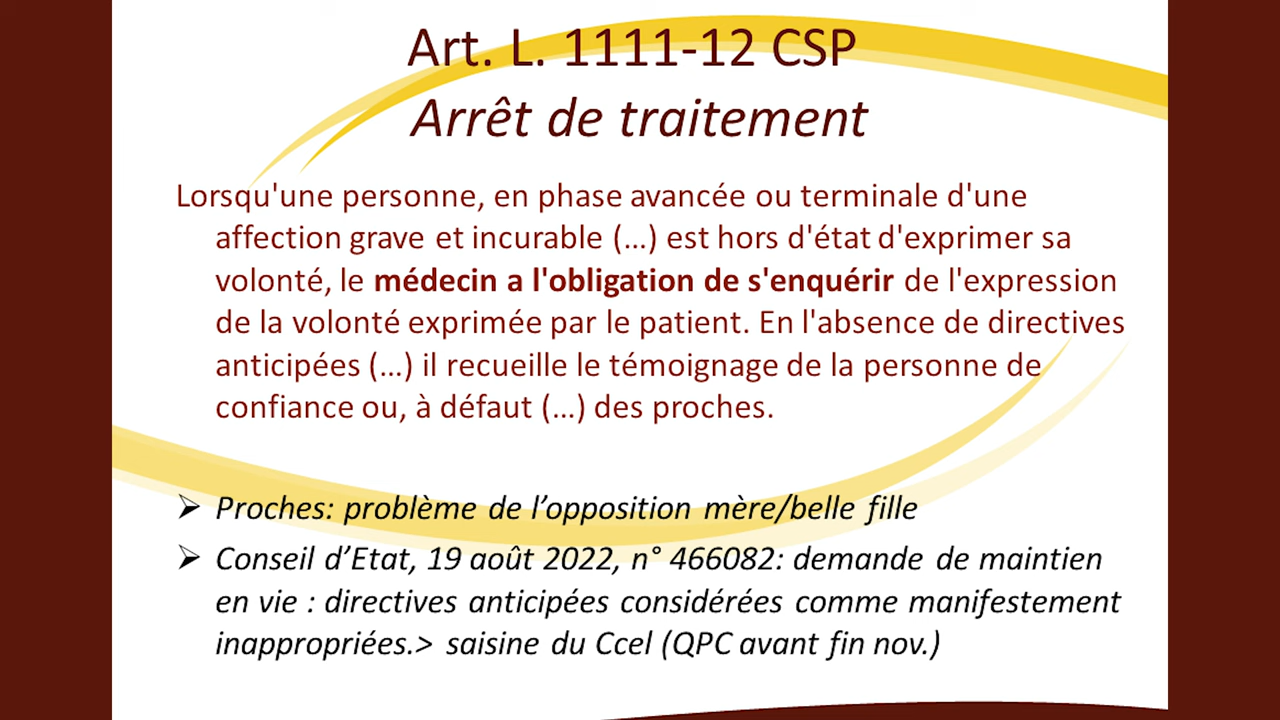 Art. L. 1111-12 CSP
Arrêt de traitement
Lorsqu'une personne, en phase avancée ou terminale d'une
affection grave et incurable (…) est hors d'état d'exprimer sa
volonté, le médecin a l'obligation de s'enquérir de l'expression
de la volonté exprimée par le patient. En l'absence de directives
anticipées (…) il recueille le témoignage de la personne de
confiance ou, à défaut (…) des proches.
➢ Proches: problème de l’opposition mère/belle fille
➢ Conseil d’Etat, 19 août 2022, n° 466082: demande de maintien
en vie : directives anticipées considérées comme manifestement
inappropriées.> saisine du Ccel (QPC avant fin nov.)